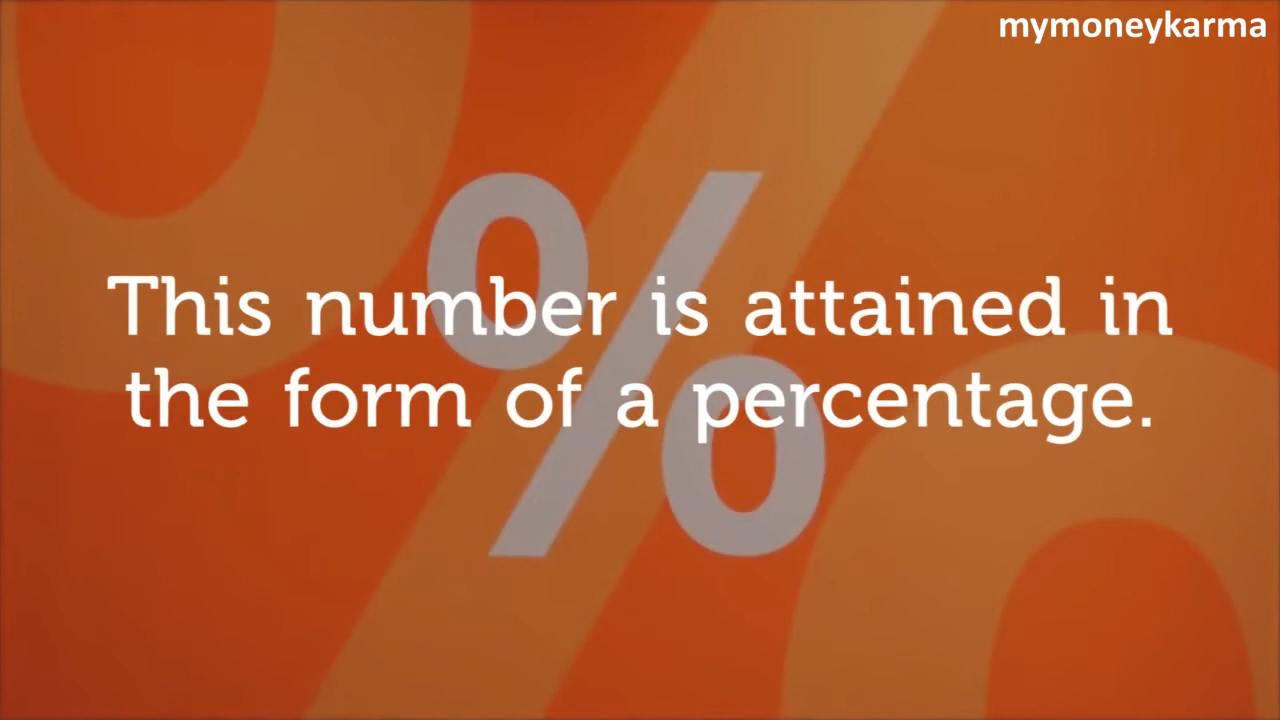 mymoneykarma
%
This number is attained in
the form of a percentage.